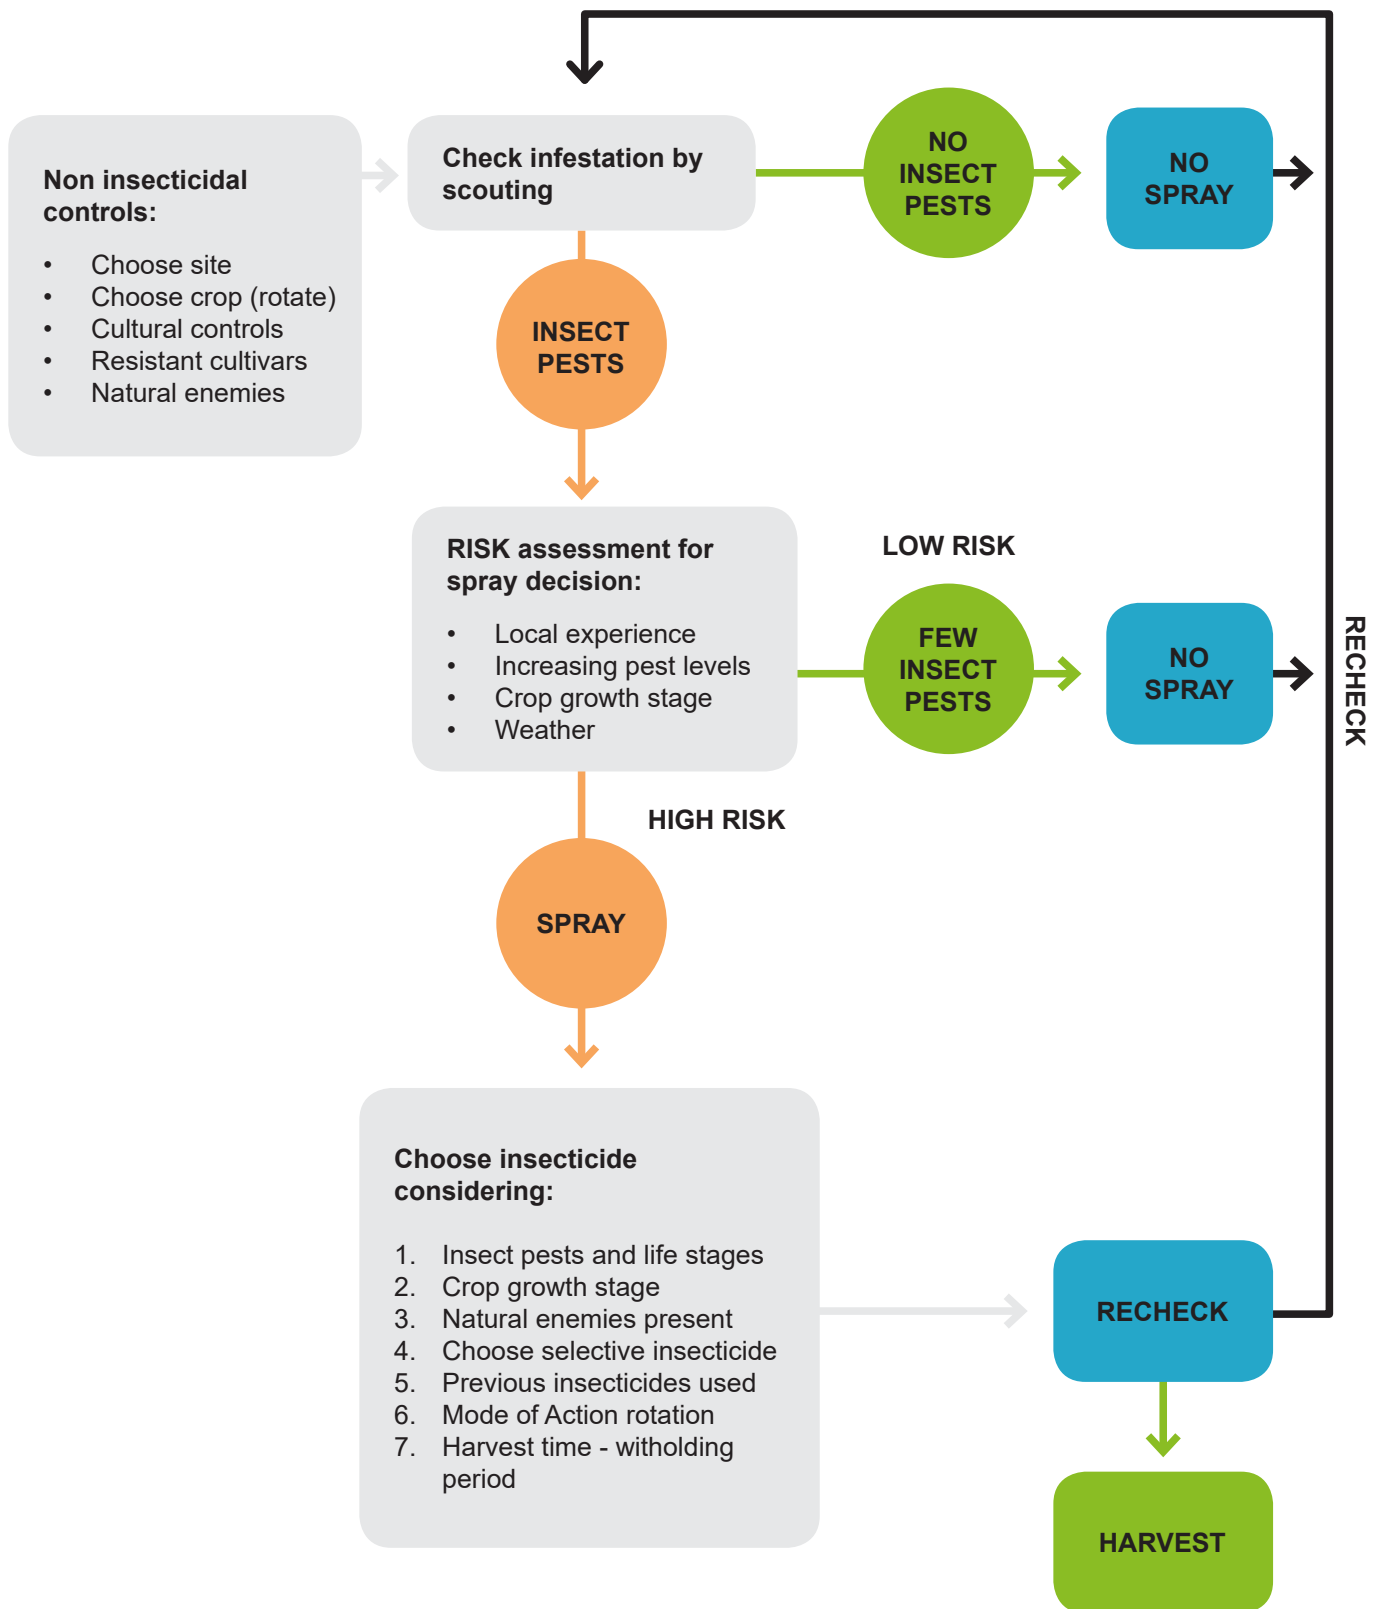 Non insecticidal
controls:
• Choose site
• Choose crop (rotate)
• Cultural controls
• Resistant cultivars
• Natural enemies
Check infestation by
scouting
NO
INSECT
PESTS
NO
SPRAY
INSECT
PESTS
RISK assessment for
spray decision:
• Local experience
• Increasing pest levels
• Crop growth stage
• Weather
LOW RISK
FEW
INSECT
PESTS
NO
SPRAY
RECHECK
HIGH RISK
SPRAY
Choose insecticide
considering:
1. Insect pests and life stages
2. Crop growth stage
3. Natural enemies present
4. Choose selective insecticide
5. Previous insecticides used
6. Mode of Action rotation
7. Harvest time - witholding
period
RECHECK
HARVEST